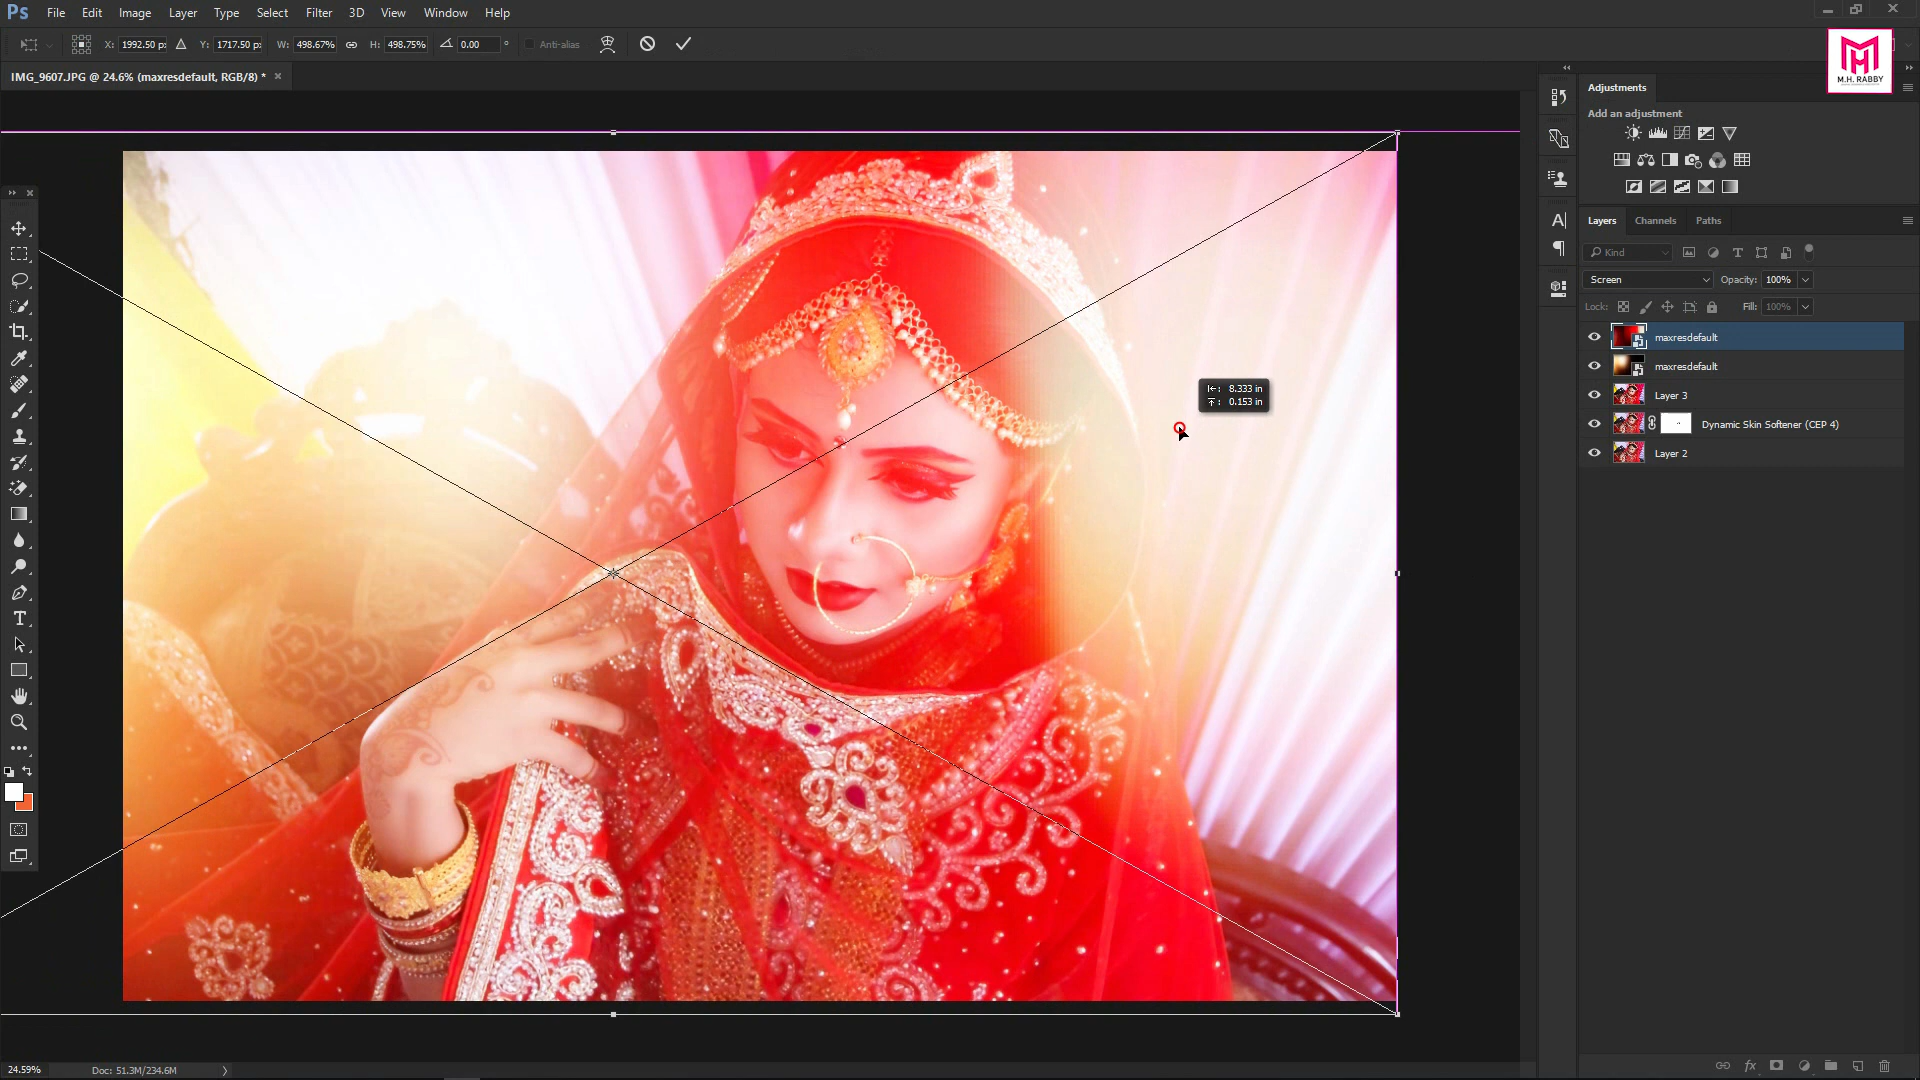 Ps File Edit Image Layer Type Select Filter 3D View Window Help
X: 1992.50 p: Y: 1717.50 p: W: 498.67% H: 498.75% 0.00 ° Anti-alias
M.H. RABBY
IMG_9607.JPG @ 24.6% (maxresdefault, RGB/8) *
Adjustments
Add an adjustment
Layers Channels Paths
Kind
Screen Opacity: 100%
Lock: Fill: 100%
maxresdefault
maxresdefault
Layer 3
Dynamic Skin Softener (CEP 4)
Layer 2
8.333 in
0.153 in
24.59% Doc: 51.3M/234.6M